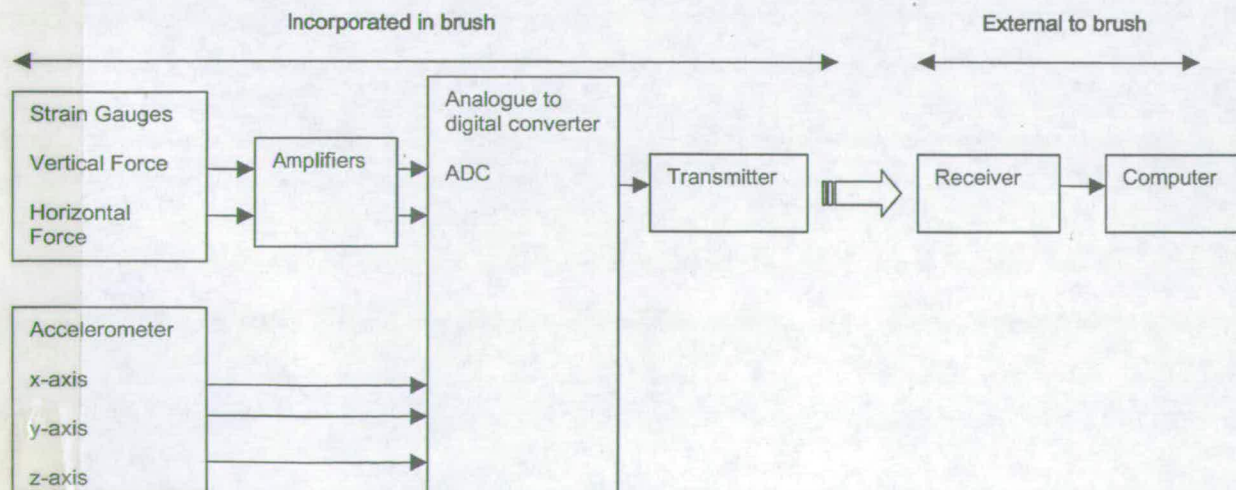 Incorporated in brush
External to brush
Strain Gauges
Vertical Force
Horizontal
Force
Amplifiers
Analogue to
digital converter
ADC
Transmitter
Receiver
Computer
Accelerometer
x-axis
y-axis
z-axis